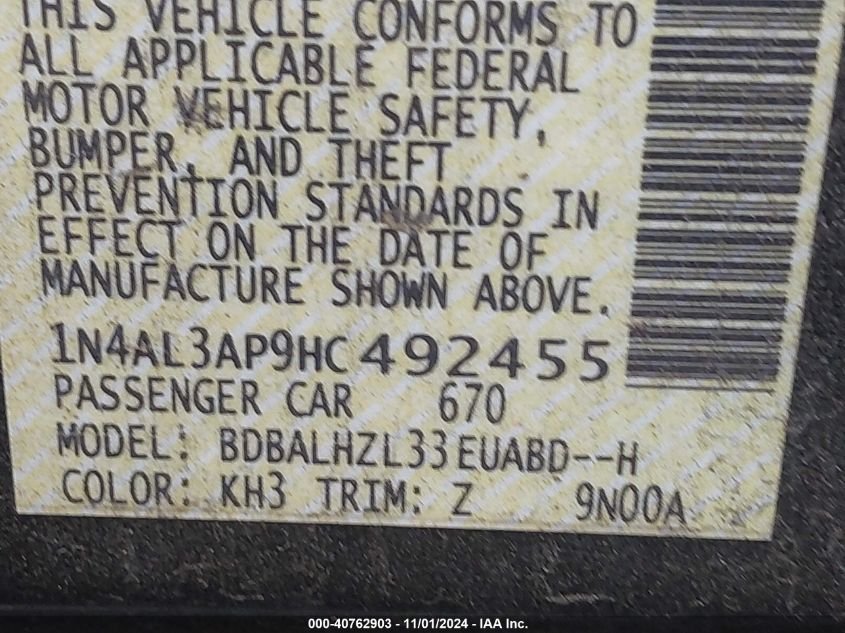 THIS VEHICLE CONFORMS TO
ALL APPLICABLE FEDERAL
MOTOR VEHICLE SAFETY,
BUMPER, AND THEFT
PREVENTION STANDARDS IN
EFFECT ON THE DATE OF
MANUFACTURE SHOWN ABOVE.
1N4AL3AP9HC492455
PASSENGER CAR 670
MODEL: BDBALHZL33EUABD--H
COLOR: KH3 TRIM: Z 9N00A
000-40762903 - 11/01/2024 - IAA Inc.